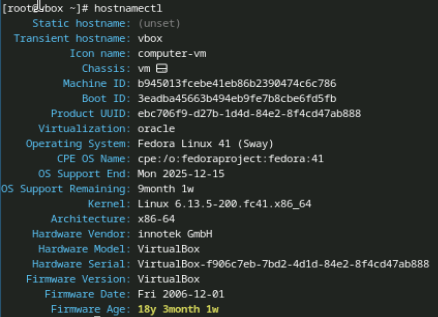 [root@vbox ~]# hostnamectl
Static hostname: (unset)
Transient hostname: vbox
Icon name: computer-vm
Chassis: vm
Machine ID: b945013fcebe41eb86b2390474c6c786
Boot ID: 3eadba45663b494eb9fe7b8cbe6fd5fb
Product UUID: ebc706f9-d27b-1d4d-84e2-8f4cd47ab888
Virtualization: oracle
Operating System: Fedora Linux 41 (Sway)
CPE OS Name: cpe:/o:fedoraproject:fedora:41
OS Support End: Mon 2025-12-15
OS Support Remaining: 9month 1w
Kernel: Linux 6.13.5-200.fc41.x86_64
Architecture: x86-64
Hardware Vendor: innotek GmbH
Hardware Model: VirtualBox
Hardware Serial: VirtualBox-f906c7eb-7bd2-4d1d-84e2-8f4cd47ab888
Firmware Version: VirtualBox
Firmware Date: Fri 2006-12-01
Firmware Age: 18y 3month 1w